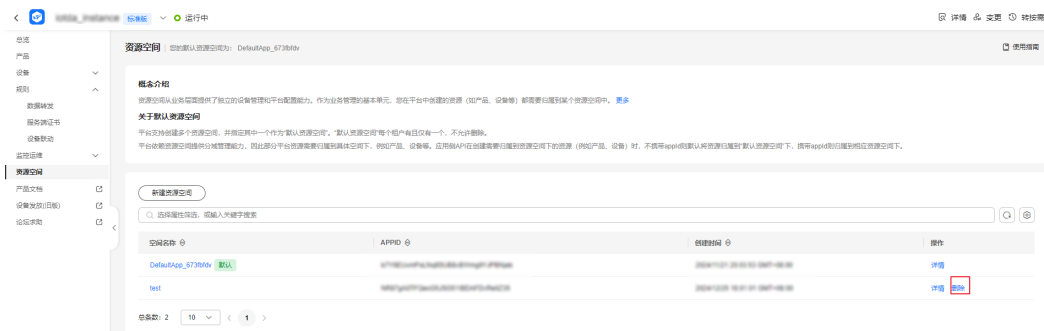 标准版 运行中 详情 变更 转按需
总览
产品
设备
规则
数据转发
服务端证书
设备联动
监控运维
资源空间
产品文档
设备发放(旧版)
论坛求助
资源空间 您的默认资源空间为: DefaultApp_673fbfdv 使用指南
概念介绍
资源空间从业务层面提供了独立的设备管理和平台配置能力。作为业务管理的基本单元，您在平台中创建的资源（如产品、设备等）都需要归属到某个资源空间中。 更多
关于默认资源空间
平台支持创建多个资源空间，并指定其中一个作为"默认资源空间"。"默认资源空间"每个租户有且仅有一个，不允许删除。
平台依赖资源空间提供分域管理能力，因此部分平台资源需要归属到具体空间下，例如产品、设备等。应用侧API在创建需要归属到资源空间下的资源（例如产品、设备）时，不携带appId则默认将资源归属到"默认资源空间"下，携带appId则归属到相应资源空间下。
新建资源空间
选择属性筛选，或输入关键字搜索
空间名称 APPID 创建时间 操作
DefaultApp_673fbfdv 默认 详情
test 详情 删除
总条数: 2 10 < 1 >